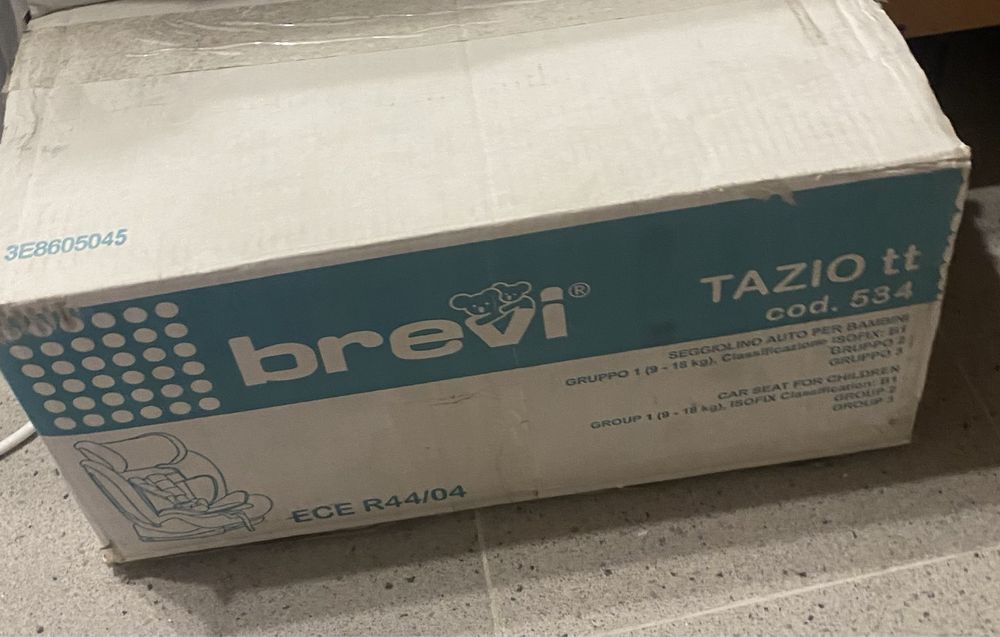 3E8605045
brevi®
TAZIO tt
cod. 534
SEGGIOLINO AUTO PER BAMBINI
GRUPPO 1 (9 - 18 kg), Classificazione ISOFIX: B1
GRUPPO 2
GRUPPO 3
CAR SEAT FOR CHILDREN
GROUP 1 (9 - 18 kg), ISOFIX Classification: B1
GROUP 2
GROUP 3
ECE R44/04